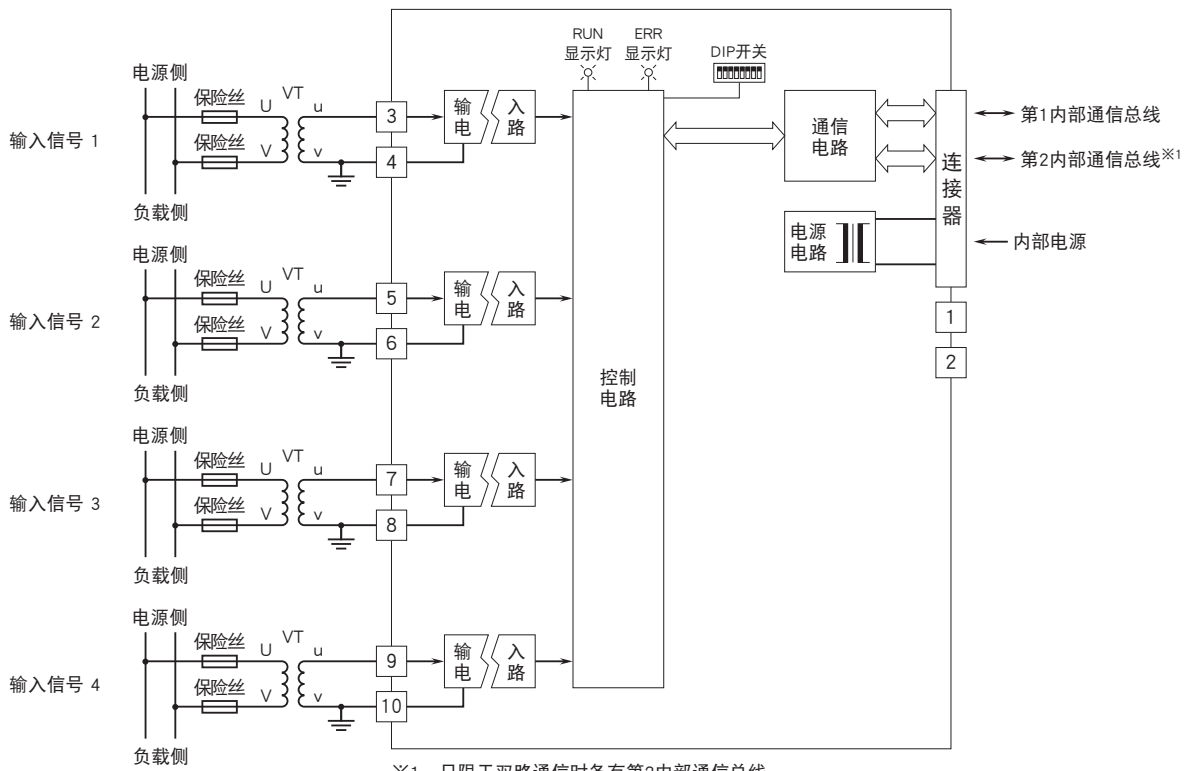 RUN
显示灯
ERR
显示灯
DIP开关
输入信号 1
电源侧
保险丝
保险丝
U
V
VT
u
v
负载侧
3
4
输 入
电 路
输入信号 2
电源侧
保险丝
保险丝
U
V
VT
u
v
负载侧
5
6
输 入
电 路
输入信号 3
电源侧
保险丝
保险丝
U
V
VT
u
v
负载侧
7
8
输 入
电 路
输入信号 4
电源侧
保险丝
保险丝
U
V
VT
u
v
负载侧
9
10
输 入
电 路
控制
电路
通信
电路
电源
电路
连
接
器
第1内部通信总线
第2内部通信总线※1
内部电源
1
2